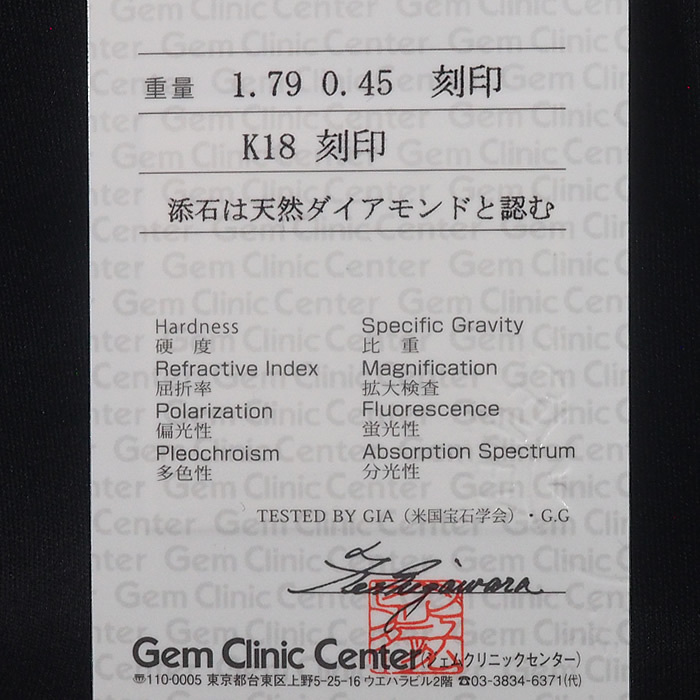 重量 1.79 0.45 刻印
K18 刻印
添石は天然ダイアモンドと認む
Hardness Specific Gravity
硬 度 比 重
Refractive Index Magnification
屈折率 拡大検査
Polarization Fluorescence
偏光性 蛍光性
Pleochroism Absorption Spectrum
多色性 分光性
TESTED BY GIA (米国宝石学会)・G.G
Gem Clinic Center (ジェムクリニックセンター)
〒110-0005 東京都台東区上野5-25-16 ウエハラビル2階 ☎03-3834-6371(代)